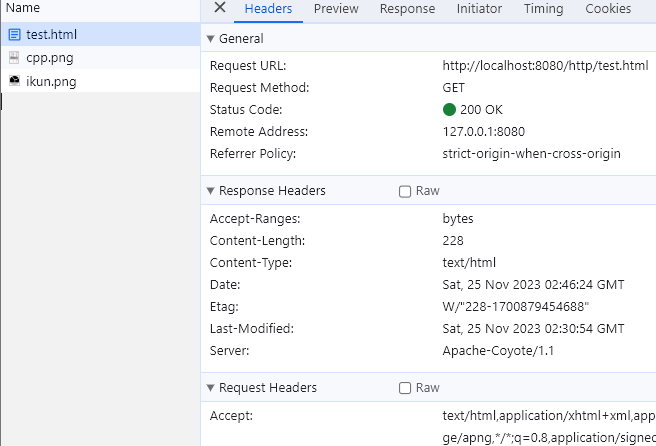 Name
Headers Preview Response Initiator Timing Cookies
test.html
cpp.png
ikun.png
General
Request URL: http://localhost:8080/http/test.html
Request Method: GET
Status Code: 200 OK
Remote Address: 127.0.0.1:8080
Referrer Policy: strict-origin-when-cross-origin
Response Headers Raw
Accept-Ranges: bytes
Content-Length: 228
Content-Type: text/html
Date: Sat, 25 Nov 2023 02:46:24 GMT
Etag: W/"228-1700879454688"
Last-Modified: Sat, 25 Nov 2023 02:30:54 GMT
Server: Apache-Coyote/1.1
Request Headers Raw
Accept: text/html,application/xhtml+xml,app
ge/apng,*/*;q=0.8,application/signed